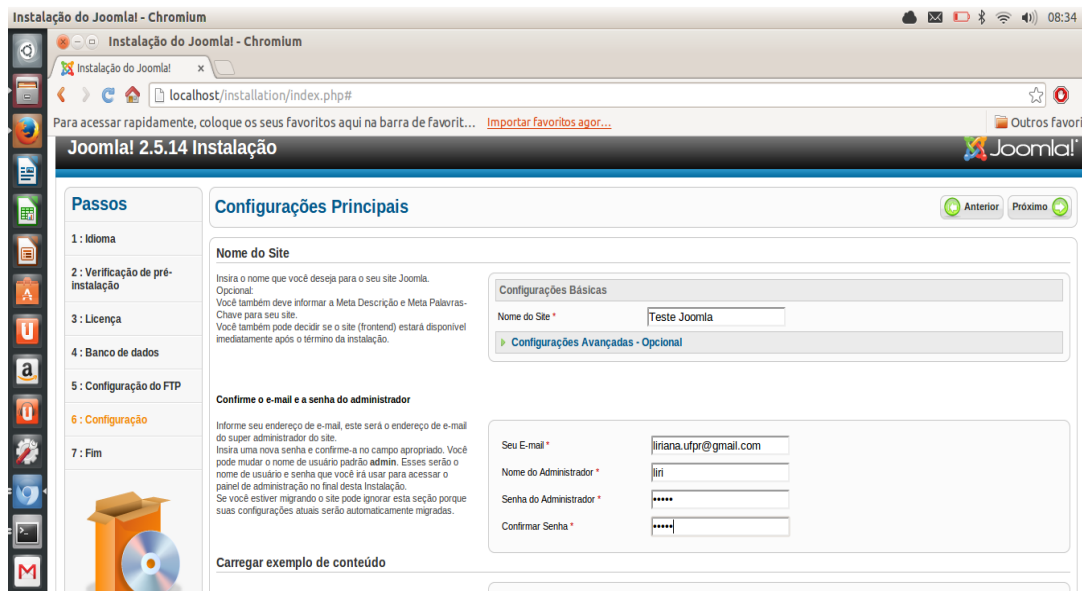 Instalação do Joomla! - Chromium
08:34
Instalação do Joomla! - Chromium
Instalação do Joomla!
localhost/installation/index.php#
Para acessar rapidamente, coloque os seus favoritos aqui na barra de favorit... Importar favoritos agor...
Outros favori
Joomla! 2.5.14 Instalação
Joomla!
Passos
1 : Idioma
2 : Verificação de pré-
instalação
3 : Licença
4 : Banco de dados
5 : Configuração do FTP
6 : Configuração
7 : Fim
Configurações Principais
Anterior
Próximo
Nome do Site
Insira o nome que você deseja para o seu site Joomla.
Opcional:
Você também deve informar a Meta Descrição e Meta Palavras-
Chave para seu site.
Você também pode decidir se o site (frontend) estará disponível
imediatamente após o término da instalação.
Configurações Básicas
Nome do Site * Teste Joomla
Configurações Avançadas - Opcional
Confirme o e-mail e a senha do administrador
Informe seu endereço de e-mail, este será o endereço de e-mail
do super administrador do site.
Insira uma nova senha e confirme-a no campo apropriado. Você
pode mudar o nome de usuário padrão admin. Esses serão o
nome de usuário e senha que você irá usar para acessar o
painel de administração no final desta Instalação.
Se você estiver migrando o site pode ignorar esta seção porque
suas configurações atuais serão automaticamente migradas.
Seu E-mail * liriana.ufpr@gmail.com
Nome do Administrador * liri
Senha do Administrador * •••••
Confirmar Senha * •••••
Carregar exemplo de conteúdo